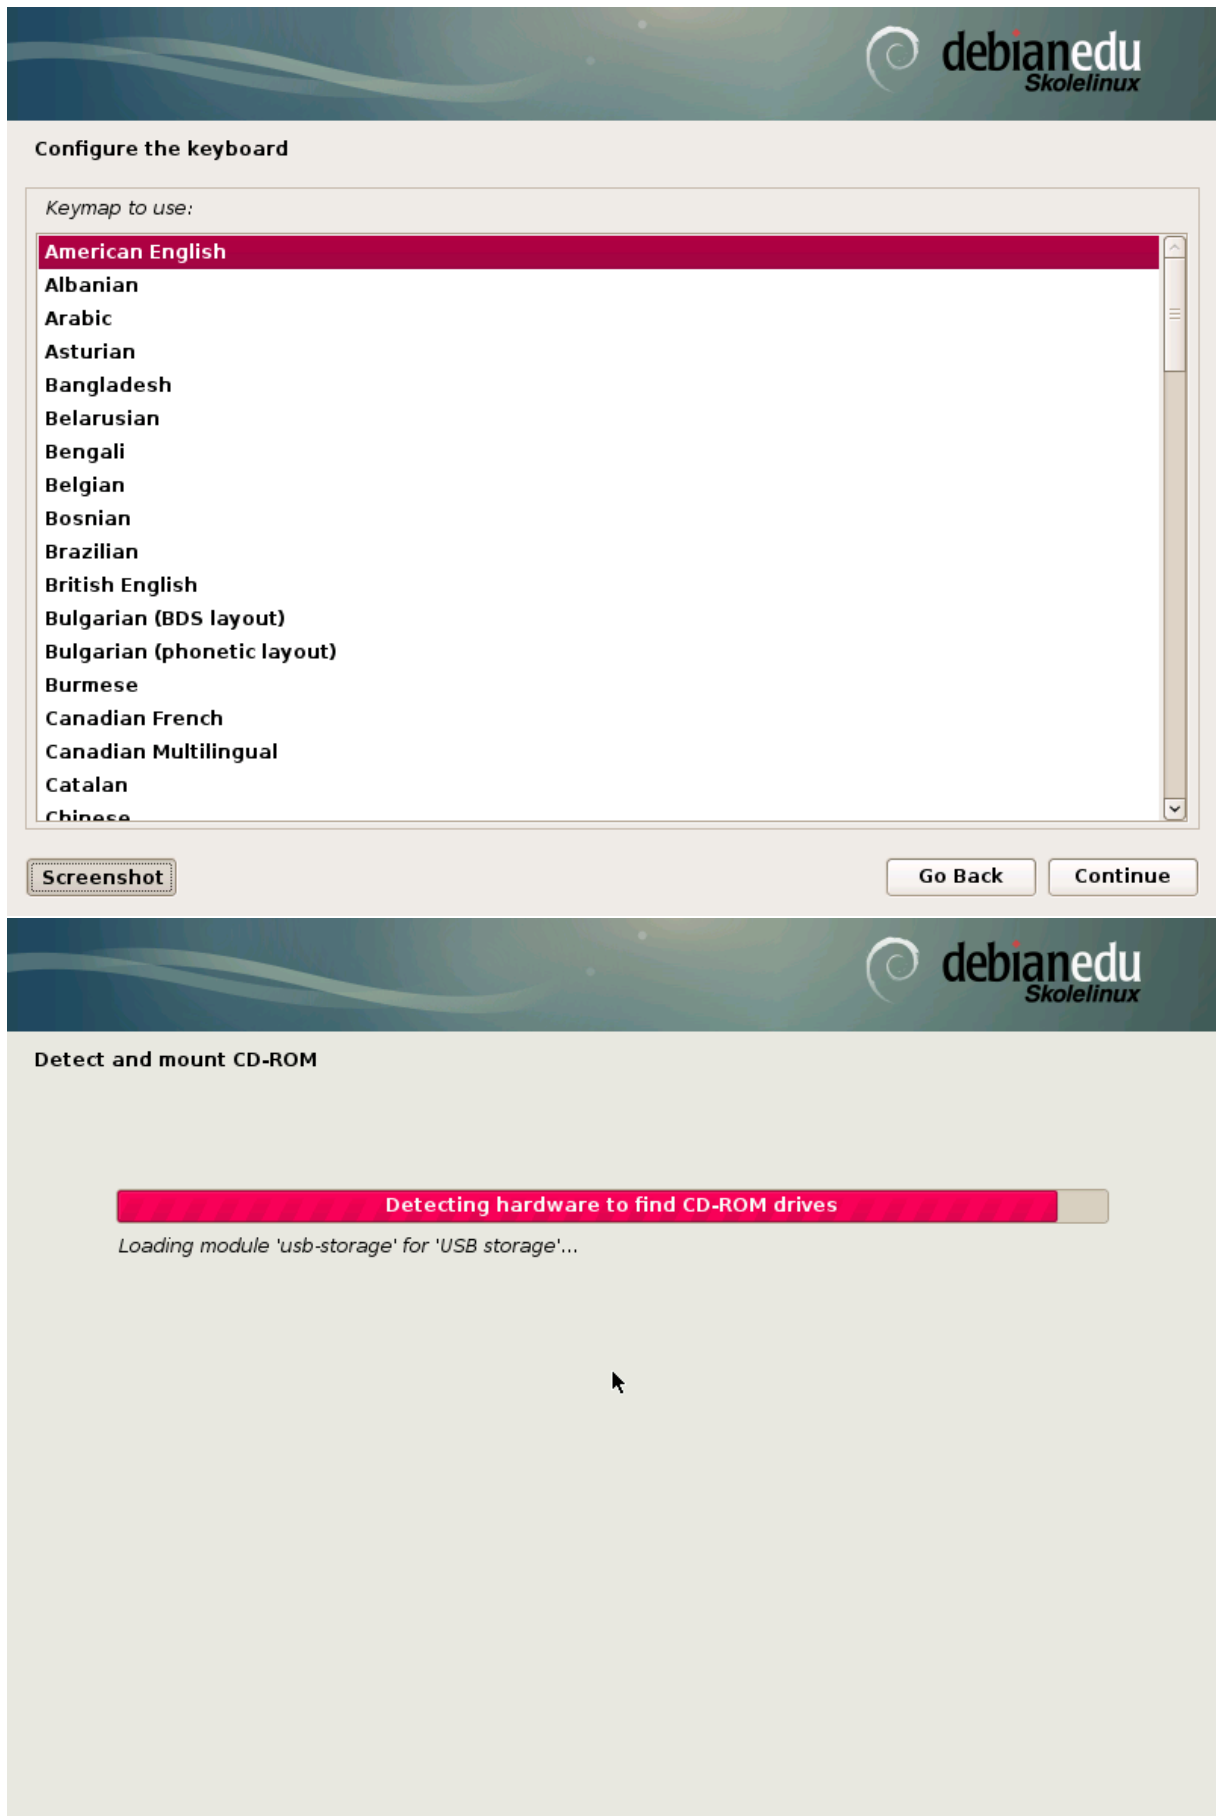 debianedu
Skolelinux
Configure the keyboard
Keymap to use:
American English
Albanian
Arabic
Asturian
Bangladesh
Belarusian
Bengali
Belgian
Bosnian
Brazilian
British English
Bulgarian (BDS layout)
Bulgarian (phonetic layout)
Burmese
Canadian French
Canadian Multilingual
Catalan
Chinese
Screenshot
Go Back
Continue
debianedu
Skolelinux
Detect and mount CD-ROM
Detecting hardware to find CD-ROM drives
Loading module 'usb-storage' for 'USB storage'...